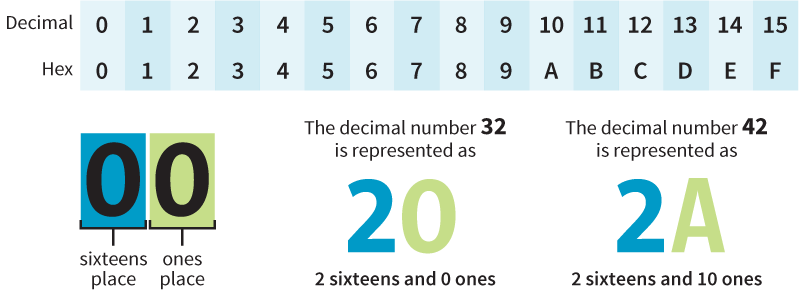 Decimal 0 1 2 3 4 5 6 7 8 9 10 11 12 13 14 15
Hex 0 1 2 3 4 5 6 7 8 9 A B C D E F
00
sixteens place
ones place
The decimal number 32
is represented as
20
2 sixteens and 0 ones
The decimal number 42
is represented as
2A
2 sixteens and 10 ones